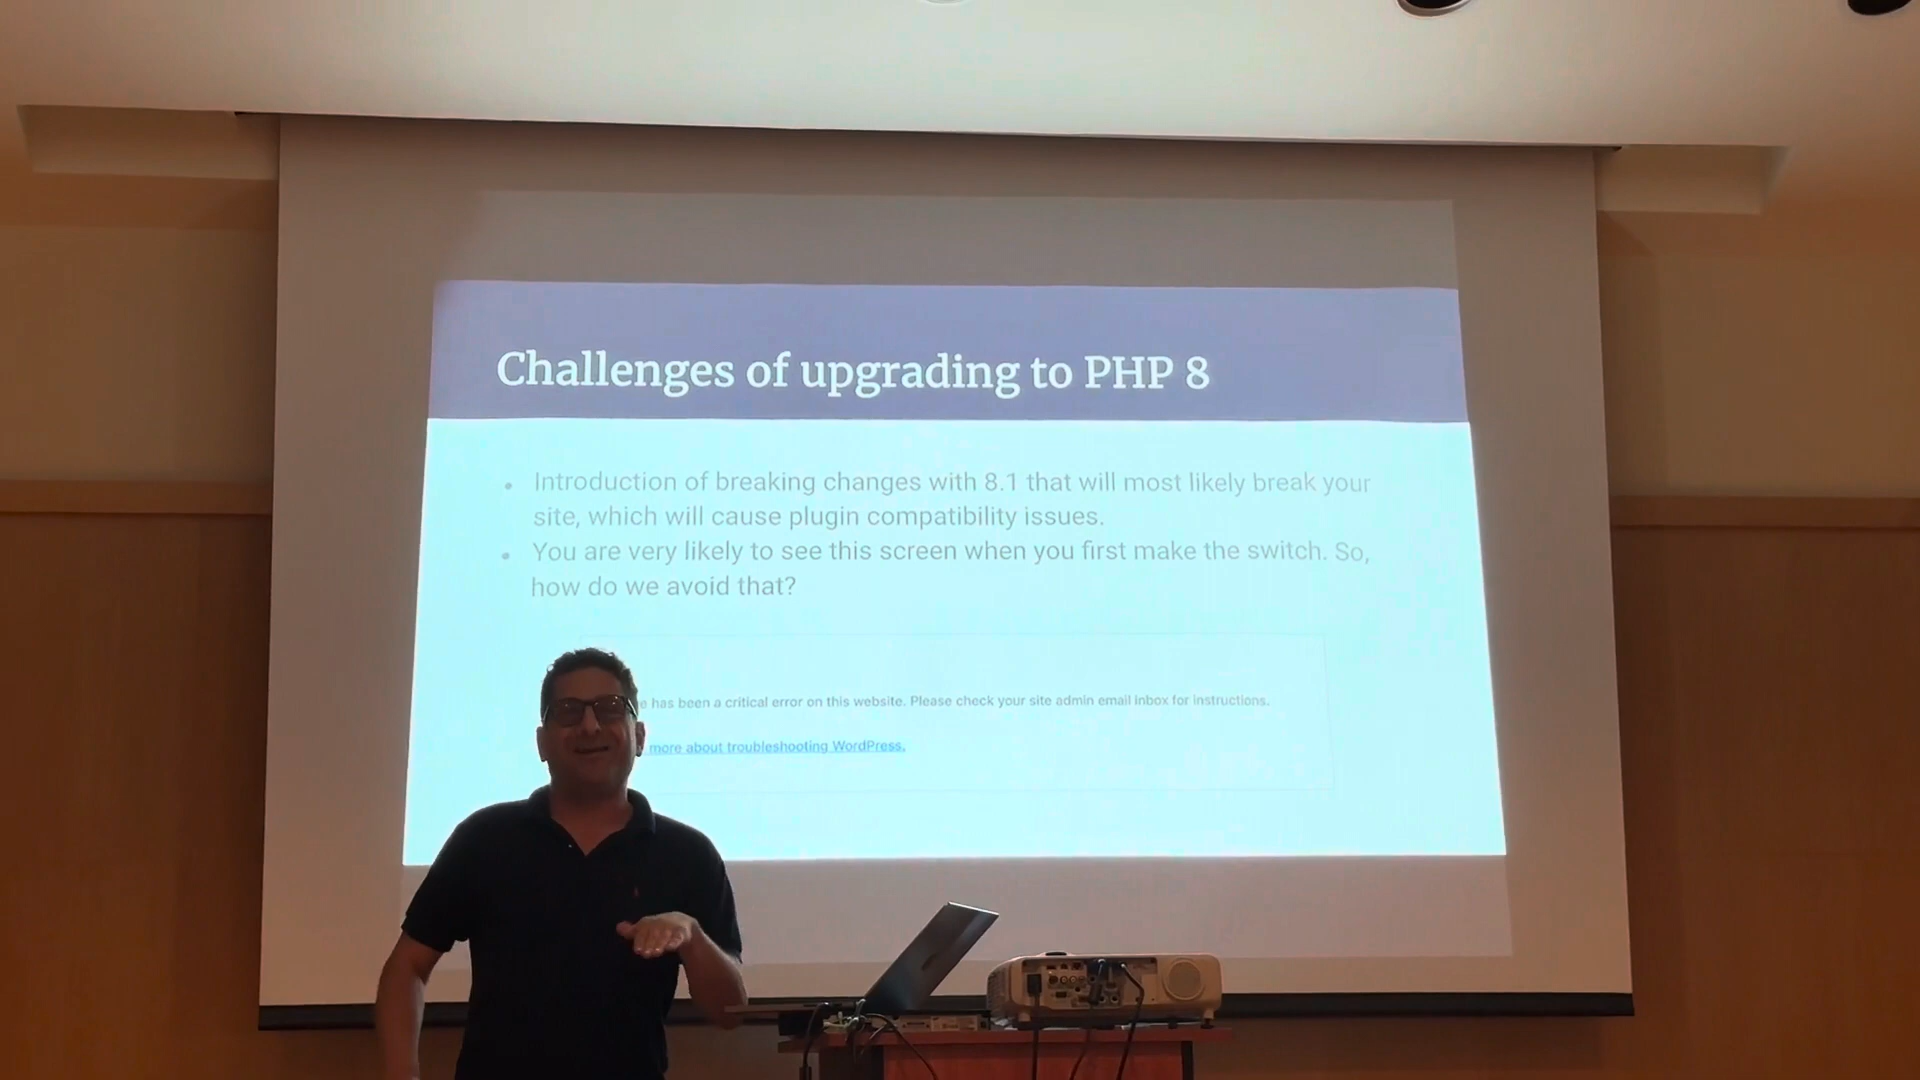 Challenges of upgrading to PHP 8
Introduction of breaking changes with 8.1 that will most likely break your
site, which will cause plugin compatibility issues.
You are very likely to see this screen when you first make the switch. So,
how do we avoid that?
has been a critical error on this website. Please check your site admin email inbox for instructions.
more about troubleshooting WordPress.